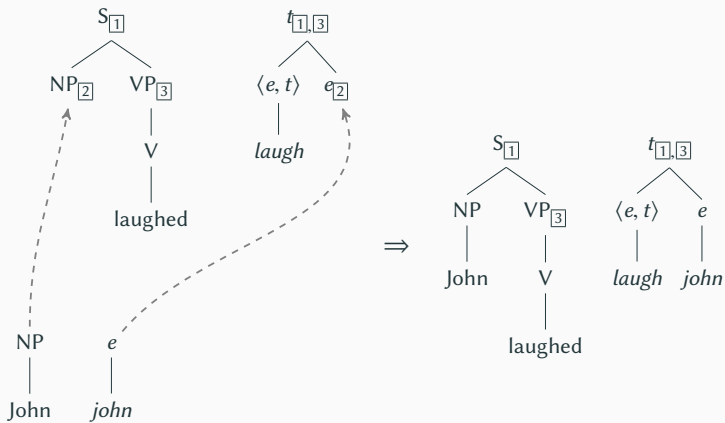 S1 t1,3
NP2 VP3 ⟨e, t⟩ e2
V laugh
laughed
NP e
John john
⇒
S1 t1,3
NP VP3 ⟨e, t⟩ e
John V laugh john
laughed